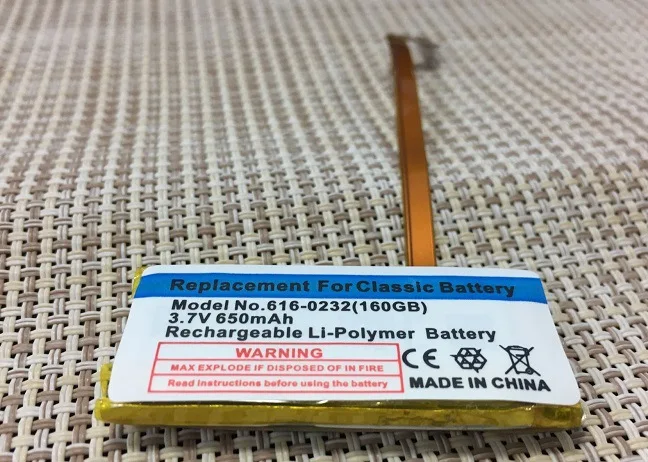 Replacement For Classic Battery
Model No.616-0232(160GB)
3.7V 650mAh
Rechargeable Li-Polymer Battery
WARNING
MAX EXPLODE IF DISPOSED OF IN FIRE
Read instructions before using the battery
CE
MADE IN CHINA